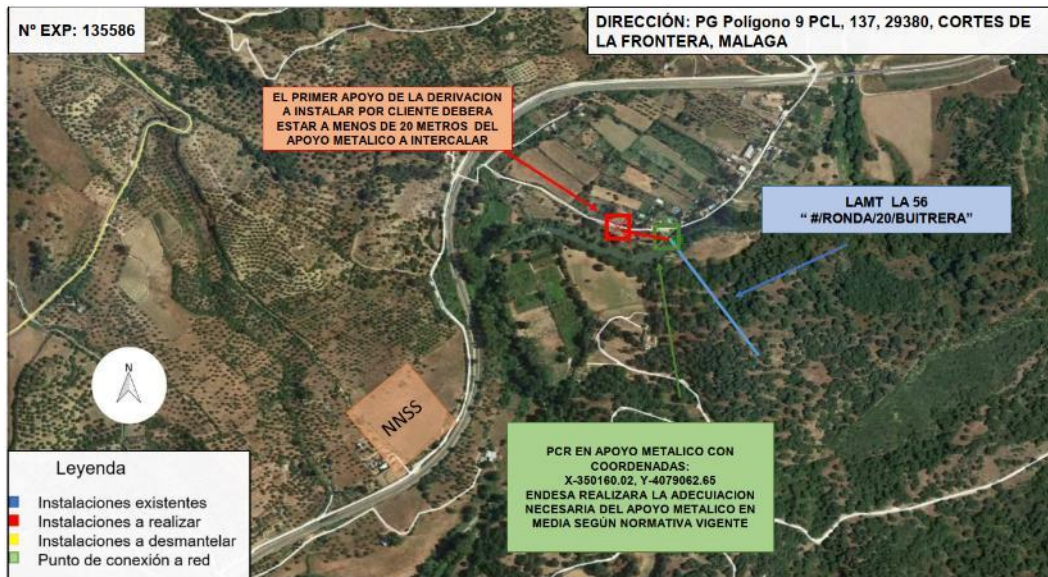 Nº EXP: 135586
DIRECCIÓN: PG Polígono 9 PCL, 137, 29380, CORTES DE
LA FRONTERA, MALAGA
EL PRIMER APOYO DE LA DERIVACION
A INSTALAR POR CLIENTE DEBERA
ESTAR A MENOS DE 20 METROS DEL
APOYO METALICO A INTERCALAR
LAMT LA 56
“ #/RONDA/20/BUITRERA”
N
NNSS
PCR EN APOYO METALICO CON
COORDENADAS:
X-350160.02, Y-4079062.65
ENDESA REALIZARA LA ADECUIACION
NECESARIA DEL APOYO METALICO EN
MEDIA SEGÚN NORMATIVA VIGENTE
Leyenda
Instalaciones existentes
Instalaciones a realizar
Instalaciones a desmantelar
Punto de conexión a red